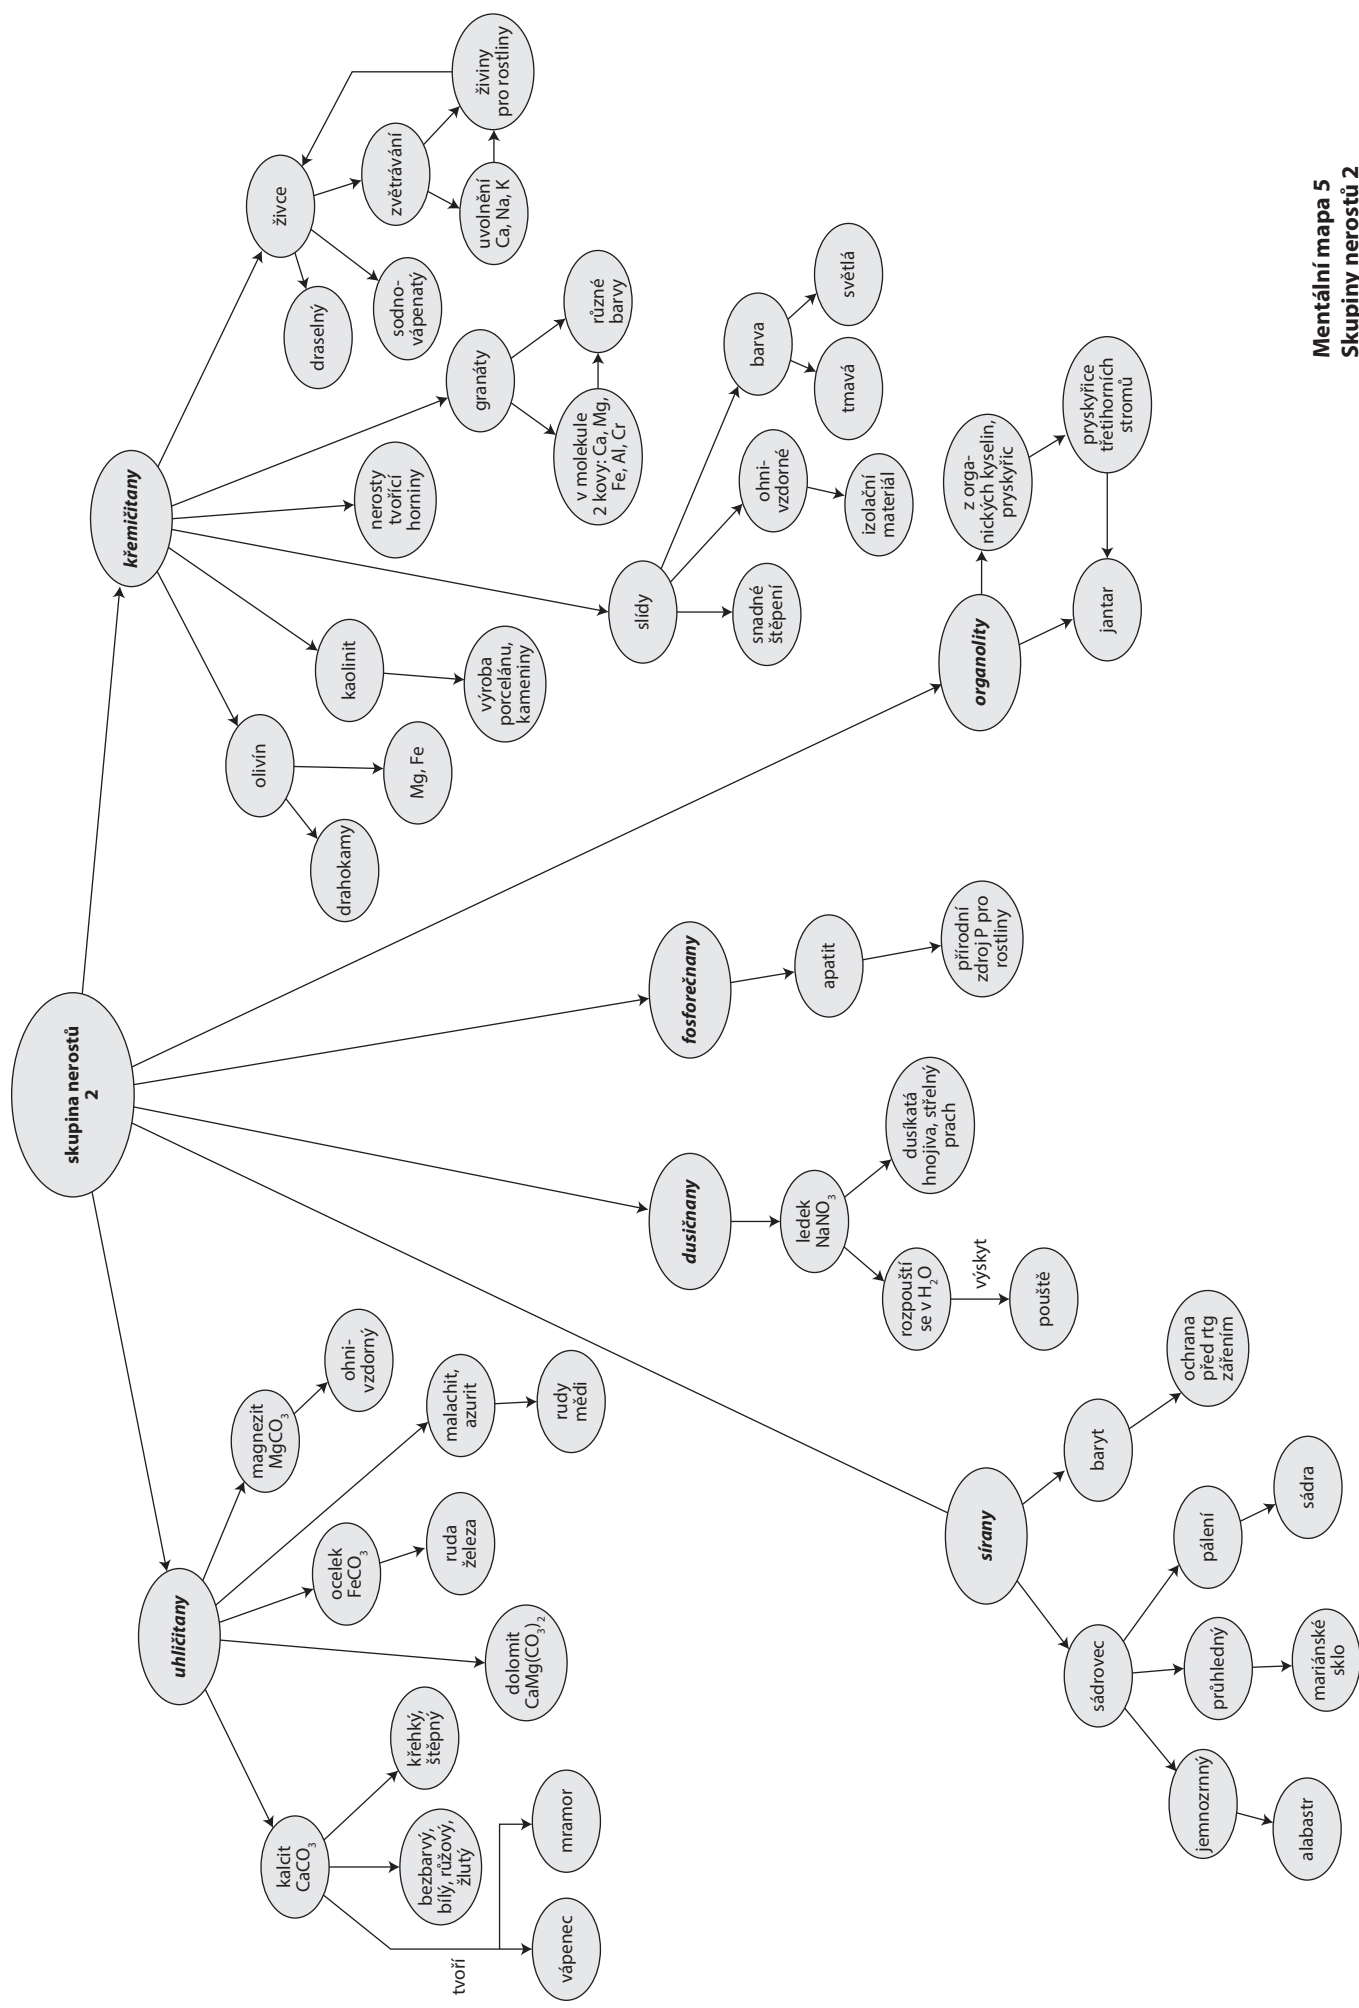 Mentální mapa 5
Skupiny nerostů 2
skupina nerostů
2
uhličitany
kalcit
CaCO₃
tvoří
vápenec
mramor
bezbarvý,
bílý, růžový,
žlutý
křehký,
štěpný
dolomit
CaMg(CO₃)₂
ocelek
FeCO₃
ruda
železa
malachit,
azurit
rudy
mědi
magnezit
MgCO₃
ohni-
vzdorný
sírany
sádrovec
jemnozrnný
alabastr
průhledný
mariánské
sklo
pálení
sádra
baryt
ochrana
před rtg
zářením
dusičnany
ledek
NaNO₃
rozpouští
se v H₂O
výskyt
pouště
dusíkatá
hnojiva, střelný
prach
fosforečnany
apatit
přírodní
zdroj P pro
rostliny
organolity
jantar
z orga-
nických kyselin,
pryskyřic
pryskyřice
třetihorních
stromů
křemičitany
olivín
drahokamy
Mg, Fe
kaolinit
výroba
porcelánu,
kameniny
slídy
snadné
štěpení
ohni-
vzdorné
izolační
materiál
barva
tmavá
světlá
nerosty
tvořící
horniny
granáty
v molekule
2 kovy: Ca, Mg,
Fe, Al, Cr
různé
barvy
živce
draselný
sodno-
vápenatý
zvětrávání
uvolnění
Ca, Na, K
živiny
pro rostliny